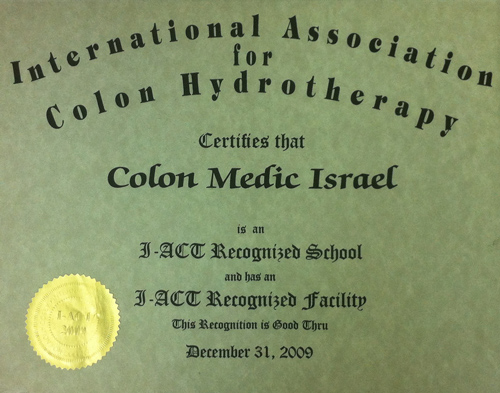 International Association
for
Colon Hydrotherapy
Certifies that
Colon Medic Israel
is an
I-ACT Recognized School
and has an
I-ACT Recognized Facility
This Recognition is Good Thru
December 31, 2009